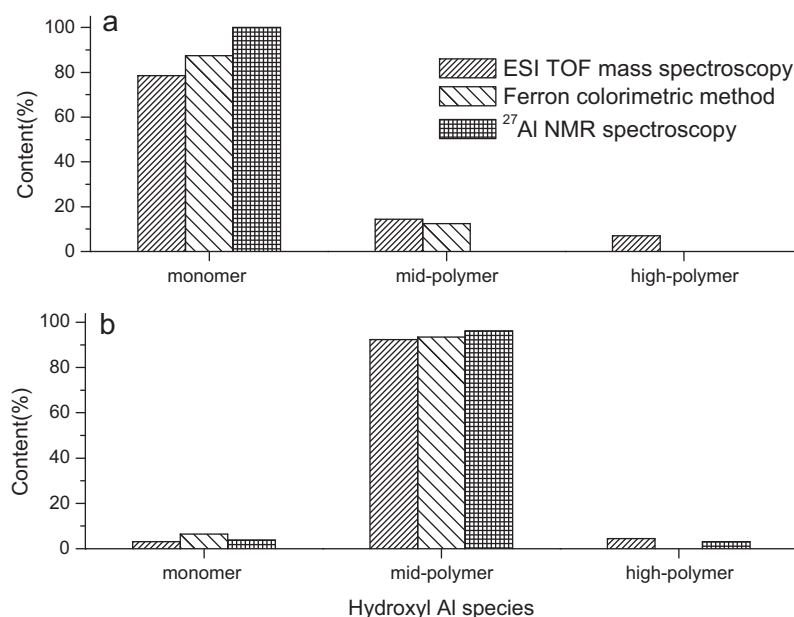 a
100
80
60
40
20
0
Content(%)
ESI TOF mass spectroscopy
Ferron colorimetric method
²⁷Al NMR spectroscopy
monomer mid-polymer high-polymer
b
100
80
60
40
20
0
Content(%)
monomer mid-polymer high-polymer
Hydroxyl Al species